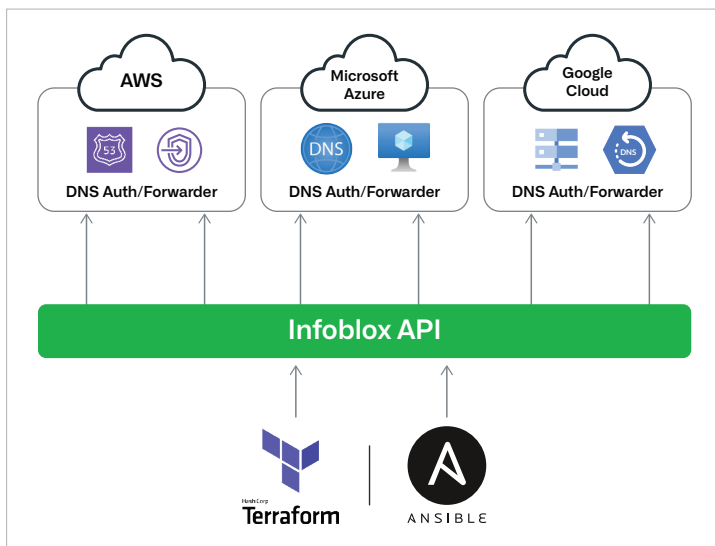 AWS
53
DNS Auth/Forwarder
Microsoft
Azure
DNS
DNS Auth/Forwarder
Google
Cloud
DNS
DNS Auth/Forwarder
Infoblox API
HashiCorp
Terraform
ANSIBLE